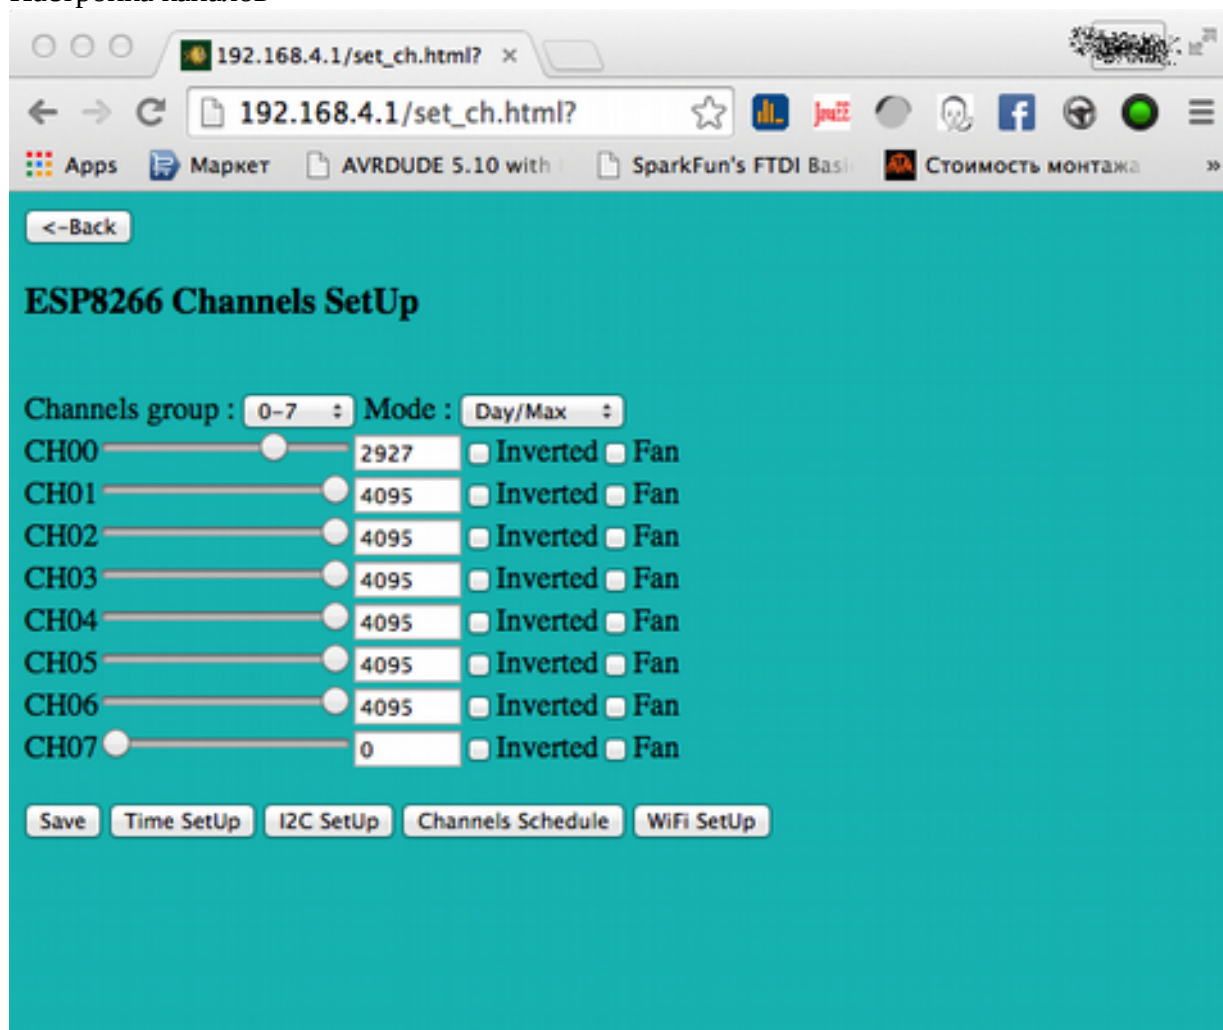 192.168.4.1/set_ch.html? ×
192.168.4.1/set_ch.html?
Apps Маркет AVRDUDE 5.10 with SparkFun's FTDI Basi Стоимость монтажа »
<-Back
ESP8266 Channels SetUp
Channels group : 0-7 Mode : Day/Max
CH00 2927 Inverted Fan
CH01 4095 Inverted Fan
CH02 4095 Inverted Fan
CH03 4095 Inverted Fan
CH04 4095 Inverted Fan
CH05 4095 Inverted Fan
CH06 4095 Inverted Fan
CH07 0 Inverted Fan
Save Time SetUp I2C SetUp Channels Schedule WiFi SetUp